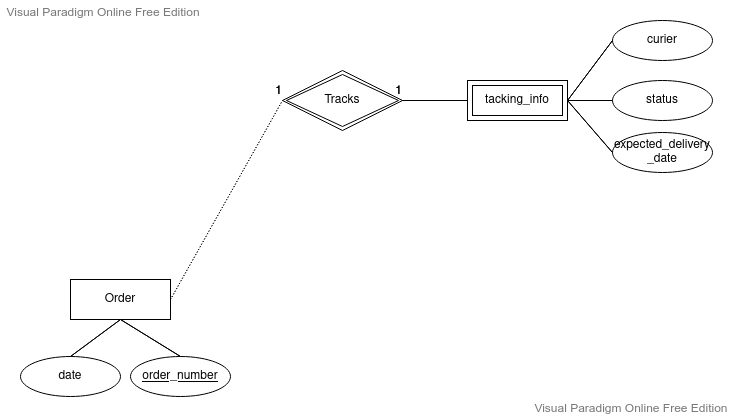 Visual Paradigm Online Free Edition
curier
1
1
Tracks
tacking_info
status
expected_delivery
_date
Order
date
order_number
Visual Paradigm Online Free Edition